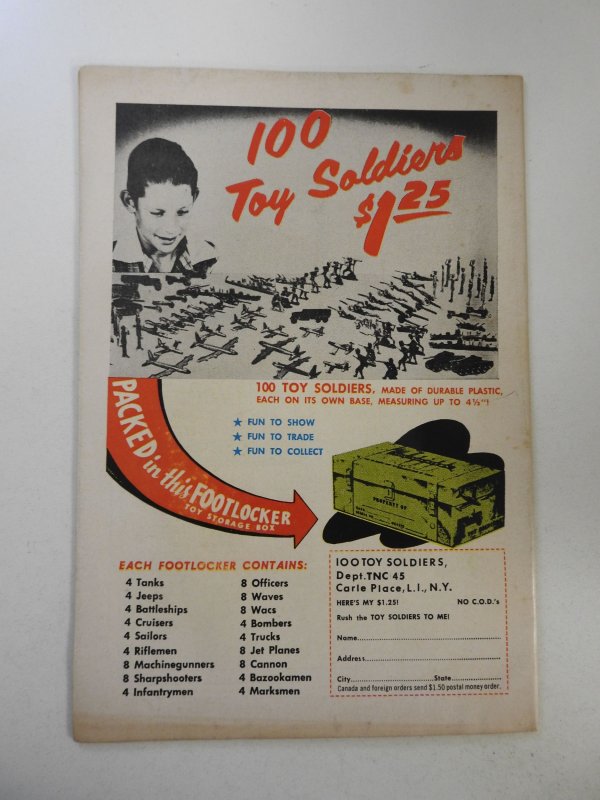 100
Toy Soldiers
$1.25
100 TOY SOLDIERS, MADE OF DURABLE PLASTIC,
EACH ON ITS OWN BASE, MEASURING UP TO 4½"!
PACKED in this FOOTLOCKER
TOY STORAGE BOX
★ FUN TO SHOW
★ FUN TO TRADE
★ FUN TO COLLECT
PROPERTY OF
EACH FOOTLOCKER CONTAINS:
4 Tanks
4 Jeeps
4 Battleships
4 Cruisers
4 Sailors
4 Riflemen
8 Machinegunners
8 Sharpshooters
4 Infantrymen
8 Officers
8 Waves
8 Wacs
4 Bombers
4 Trucks
8 Jet Planes
8 Cannon
4 Bazookamen
4 Marksmen
100 TOY SOLDIERS,
Dept. TNC 45
Carle Place, L.I., N.Y.
HERE'S MY $1.25! NO C.O.D.'s
Rush the TOY SOLDIERS TO ME!
Name
Address
City State
Canada and foreign orders send $1.50 postal money order.